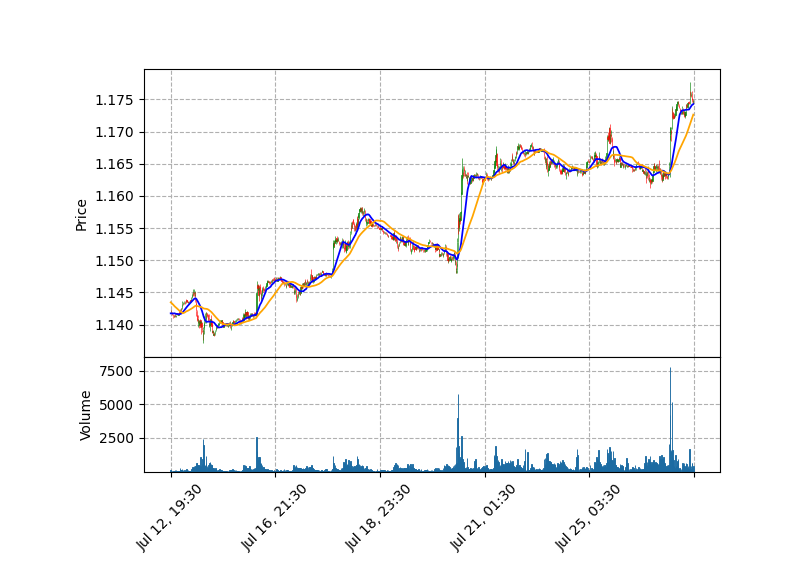 Price
1.175
1.170
1.165
1.160
1.155
1.150
1.145
1.140
Volume
7500
5000
2500
Jul 12, 19:30
Jul 16, 21:30
Jul 18, 23:30
Jul 21, 01:30
Jul 25, 03:30